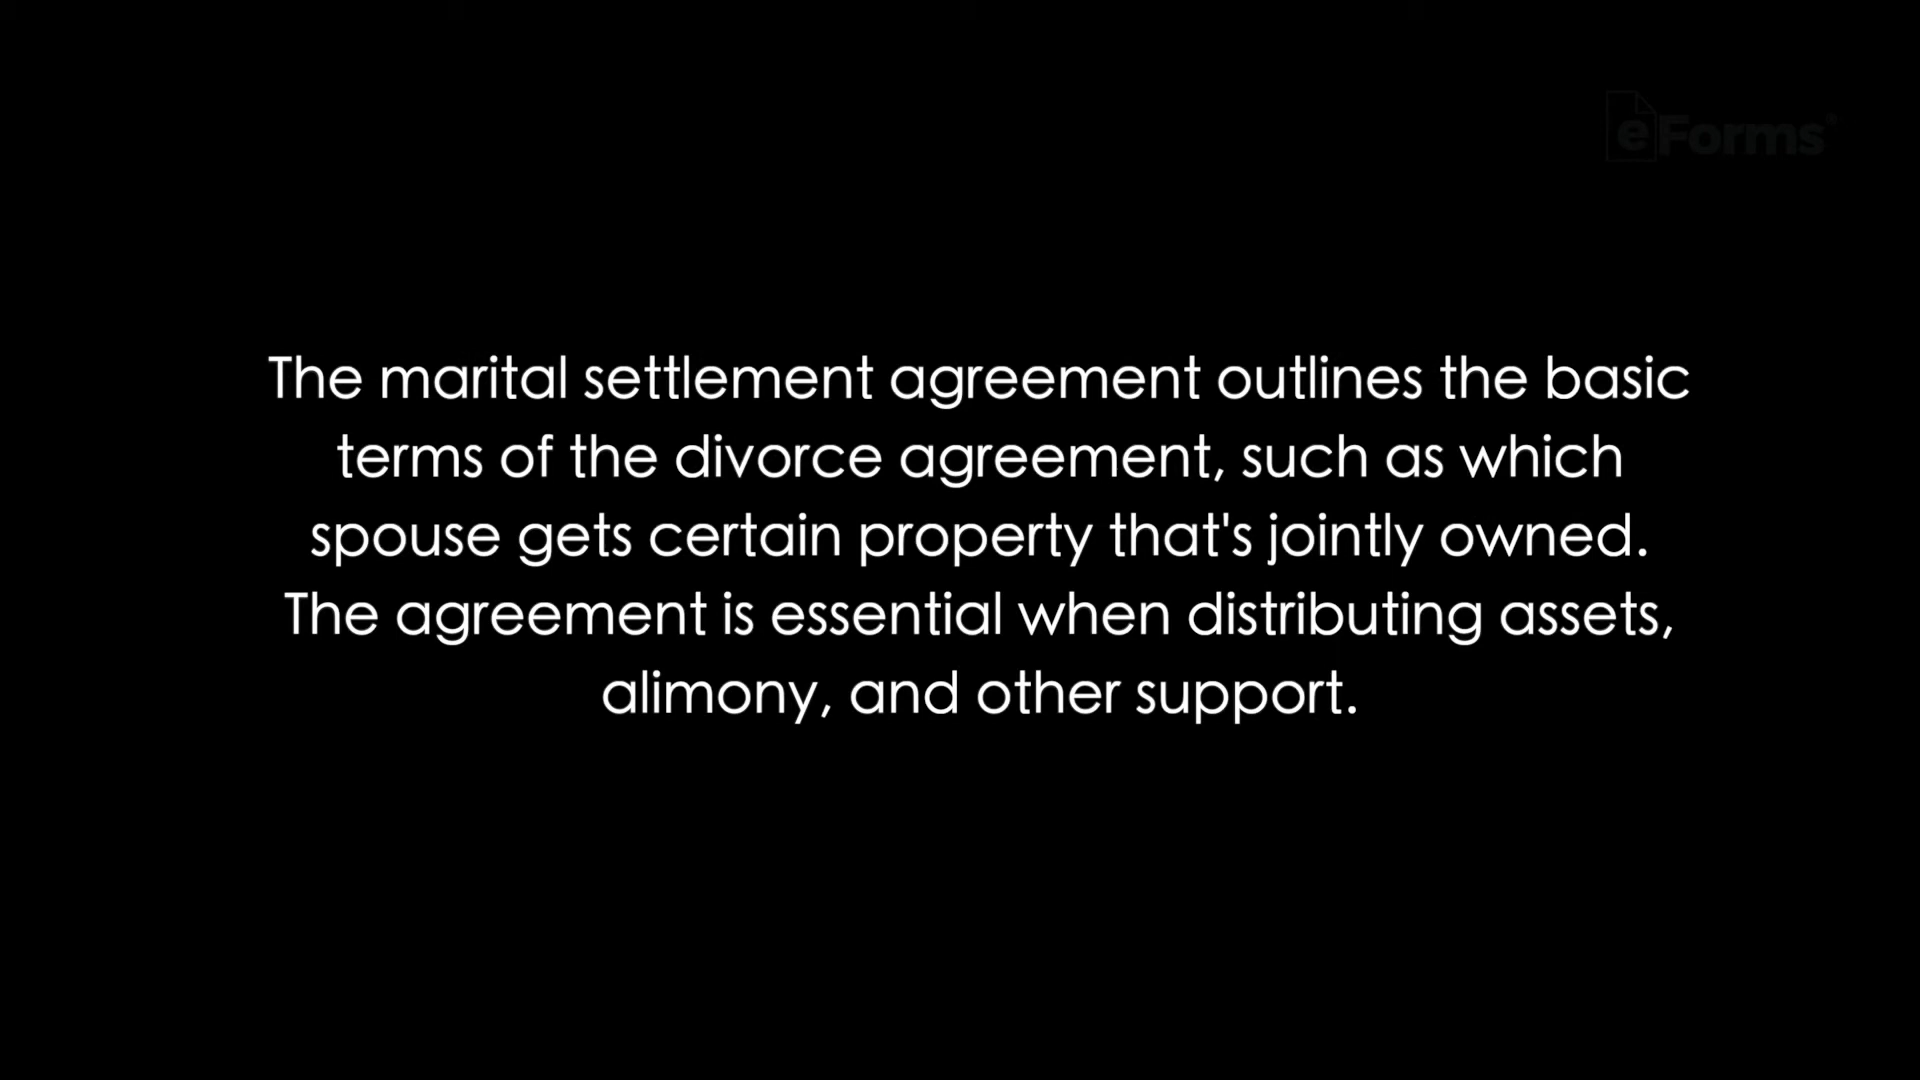 eForms®
The marital settlement agreement outlines the basic
terms of the divorce agreement, such as which
spouse gets certain property that's jointly owned.
The agreement is essential when distributing assets,
alimony, and other support.